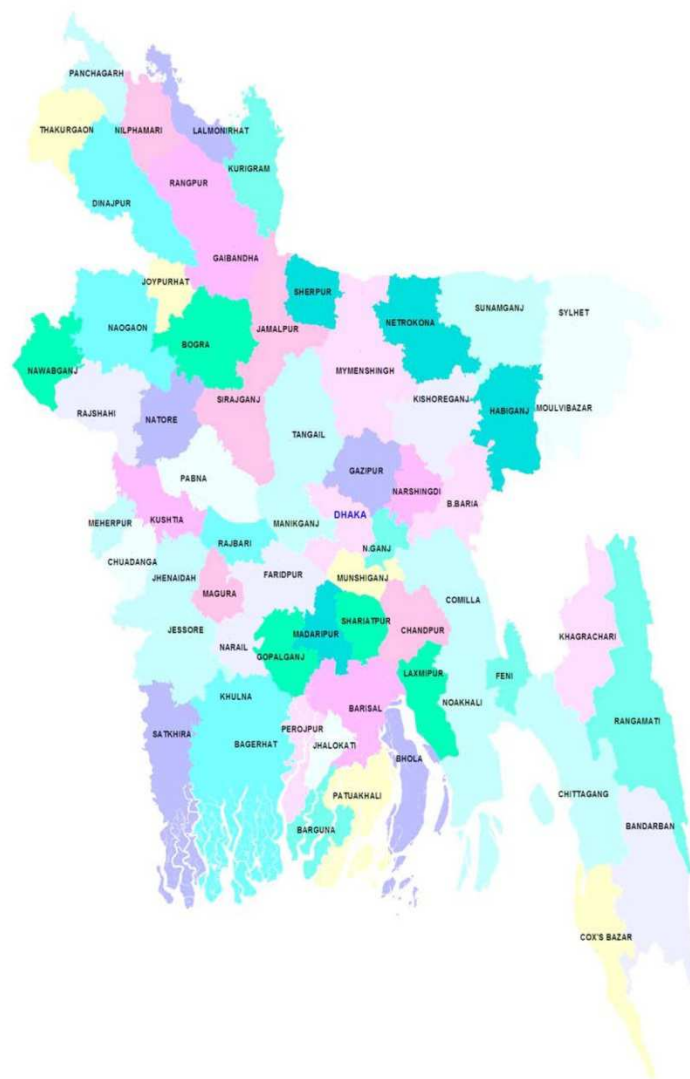 PANCHAGARH
THAKURGAON
NILPHAMARI
LALMONIRHAT
KURIGRAM
RANGPUR
DINAJPUR
GAIBANDHA
JOYPURHAT
SHERPUR
SUNAMGANJ
SYLHET
NETROKONA
NAOGAON
JAMALPUR
BOGRA
NAWABGANJ
MYMENSHINGH
KISHOREGANJ
HABIGANJ
MOULVIBAZAR
RAJSHAHI
NATORE
SIRAJGANJ
TANGAIL
GAZIPUR
PABNA
NARSHINGDI
B.BARIA
MEHERPUR
KUSHTIA
MANIKGANJ
DHAKA
RAJBARI
N.GANJ
CHUADANGA
JHENAIDAH
FARIDPUR
MUNSHIGANJ
MAGURA
COMILLA
JESSORE
NARAIL
MADARIPUR
SHARIATPUR
CHANDPUR
KHAGRACHARI
GOPALGANJ
LAXMIPUR
FENI
KHULNA
NOAKHALI
BARISAL
RANGAMATI
SATKHIRA
PEROJPUR
BAGERHAT
JHALOKATI
BHOLA
PATUAKHALI
CHITTAGANG
BARGUNA
BANDARBAN
COX'S BAZAR